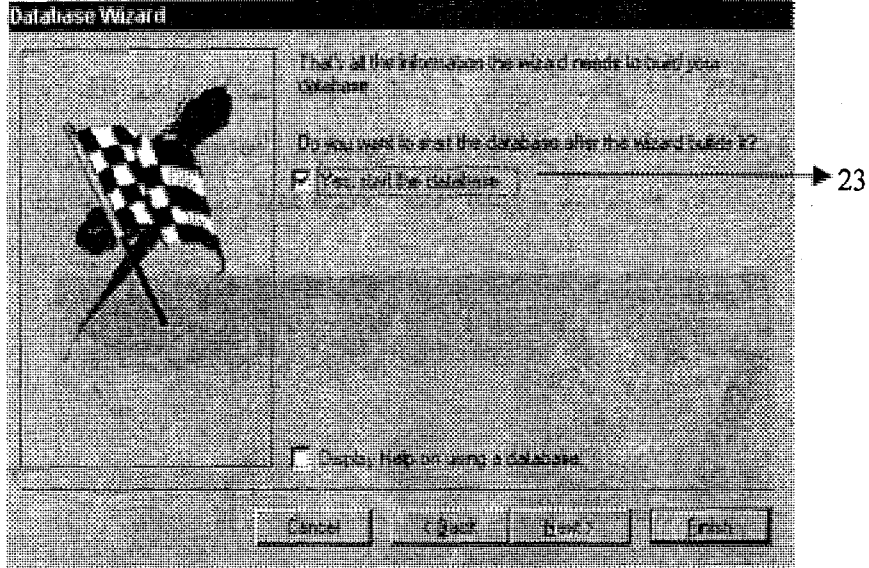 Database Wizard
That's all the information the wizard needs to build your
database.
Do you want to start the database after the wizard builds it?
Yes, start the database.
23
Display Help on using a database.
Cancel
< Back
Next >
Finish